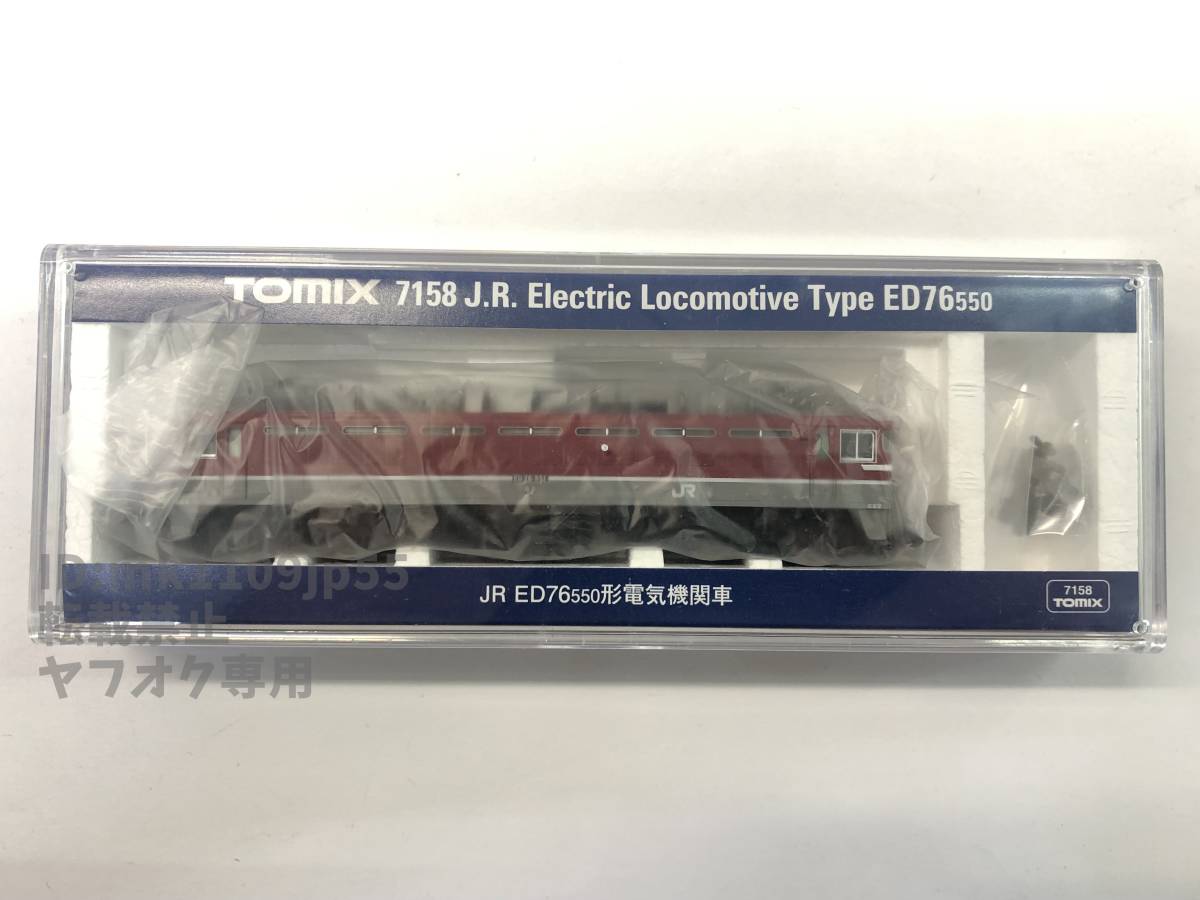 TOMIX 7158 J.R. Electric Locomotive Type ED76550
JR
JR ED76550形電気機関車
7158
TOMIX
転載禁止
ヤフオク専用